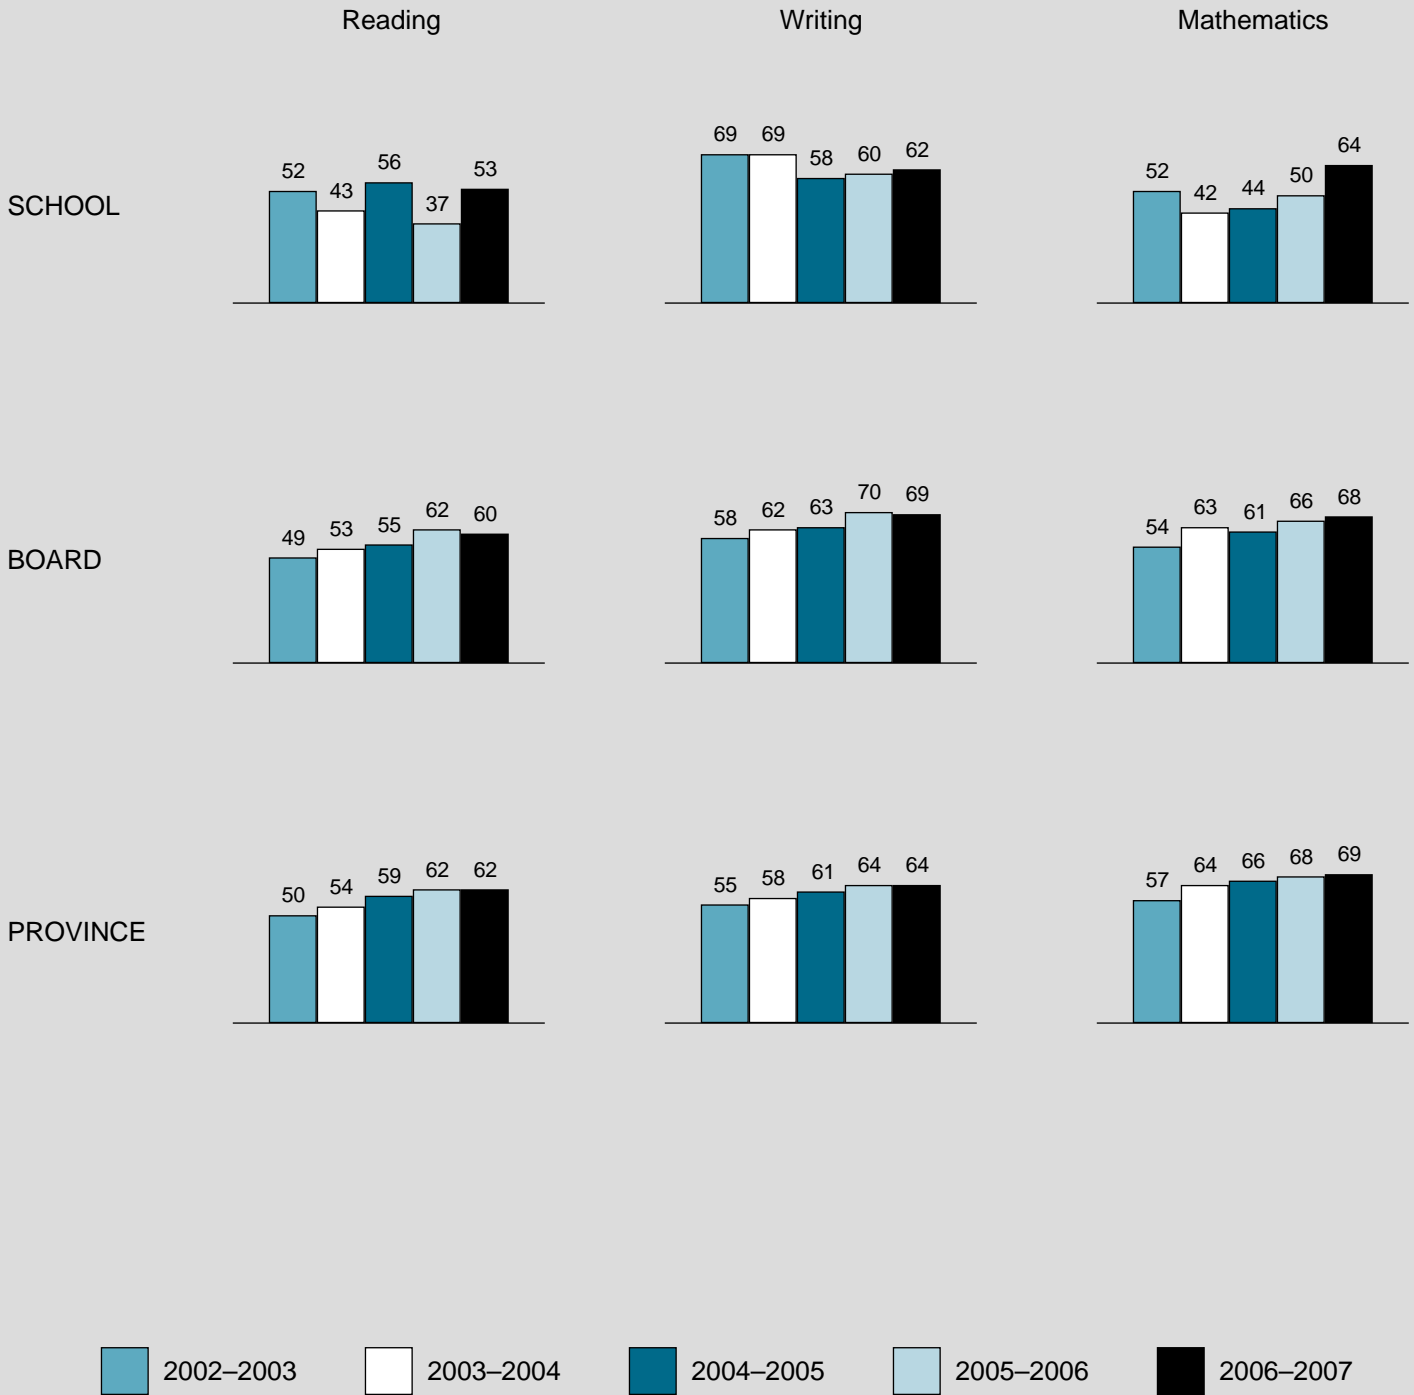 Reading Writing Mathematics
SCHOOL
52 43 56 37 53
69 69 58 60 62
52 42 44 50 64
BOARD
49 53 55 62 60
58 62 63 70 69
54 63 61 66 68
PROVINCE
50 54 59 62 62
55 58 61 64 64
57 64 66 68 69
2002–2003 2003–2004 2004–2005 2005–2006 2006–2007